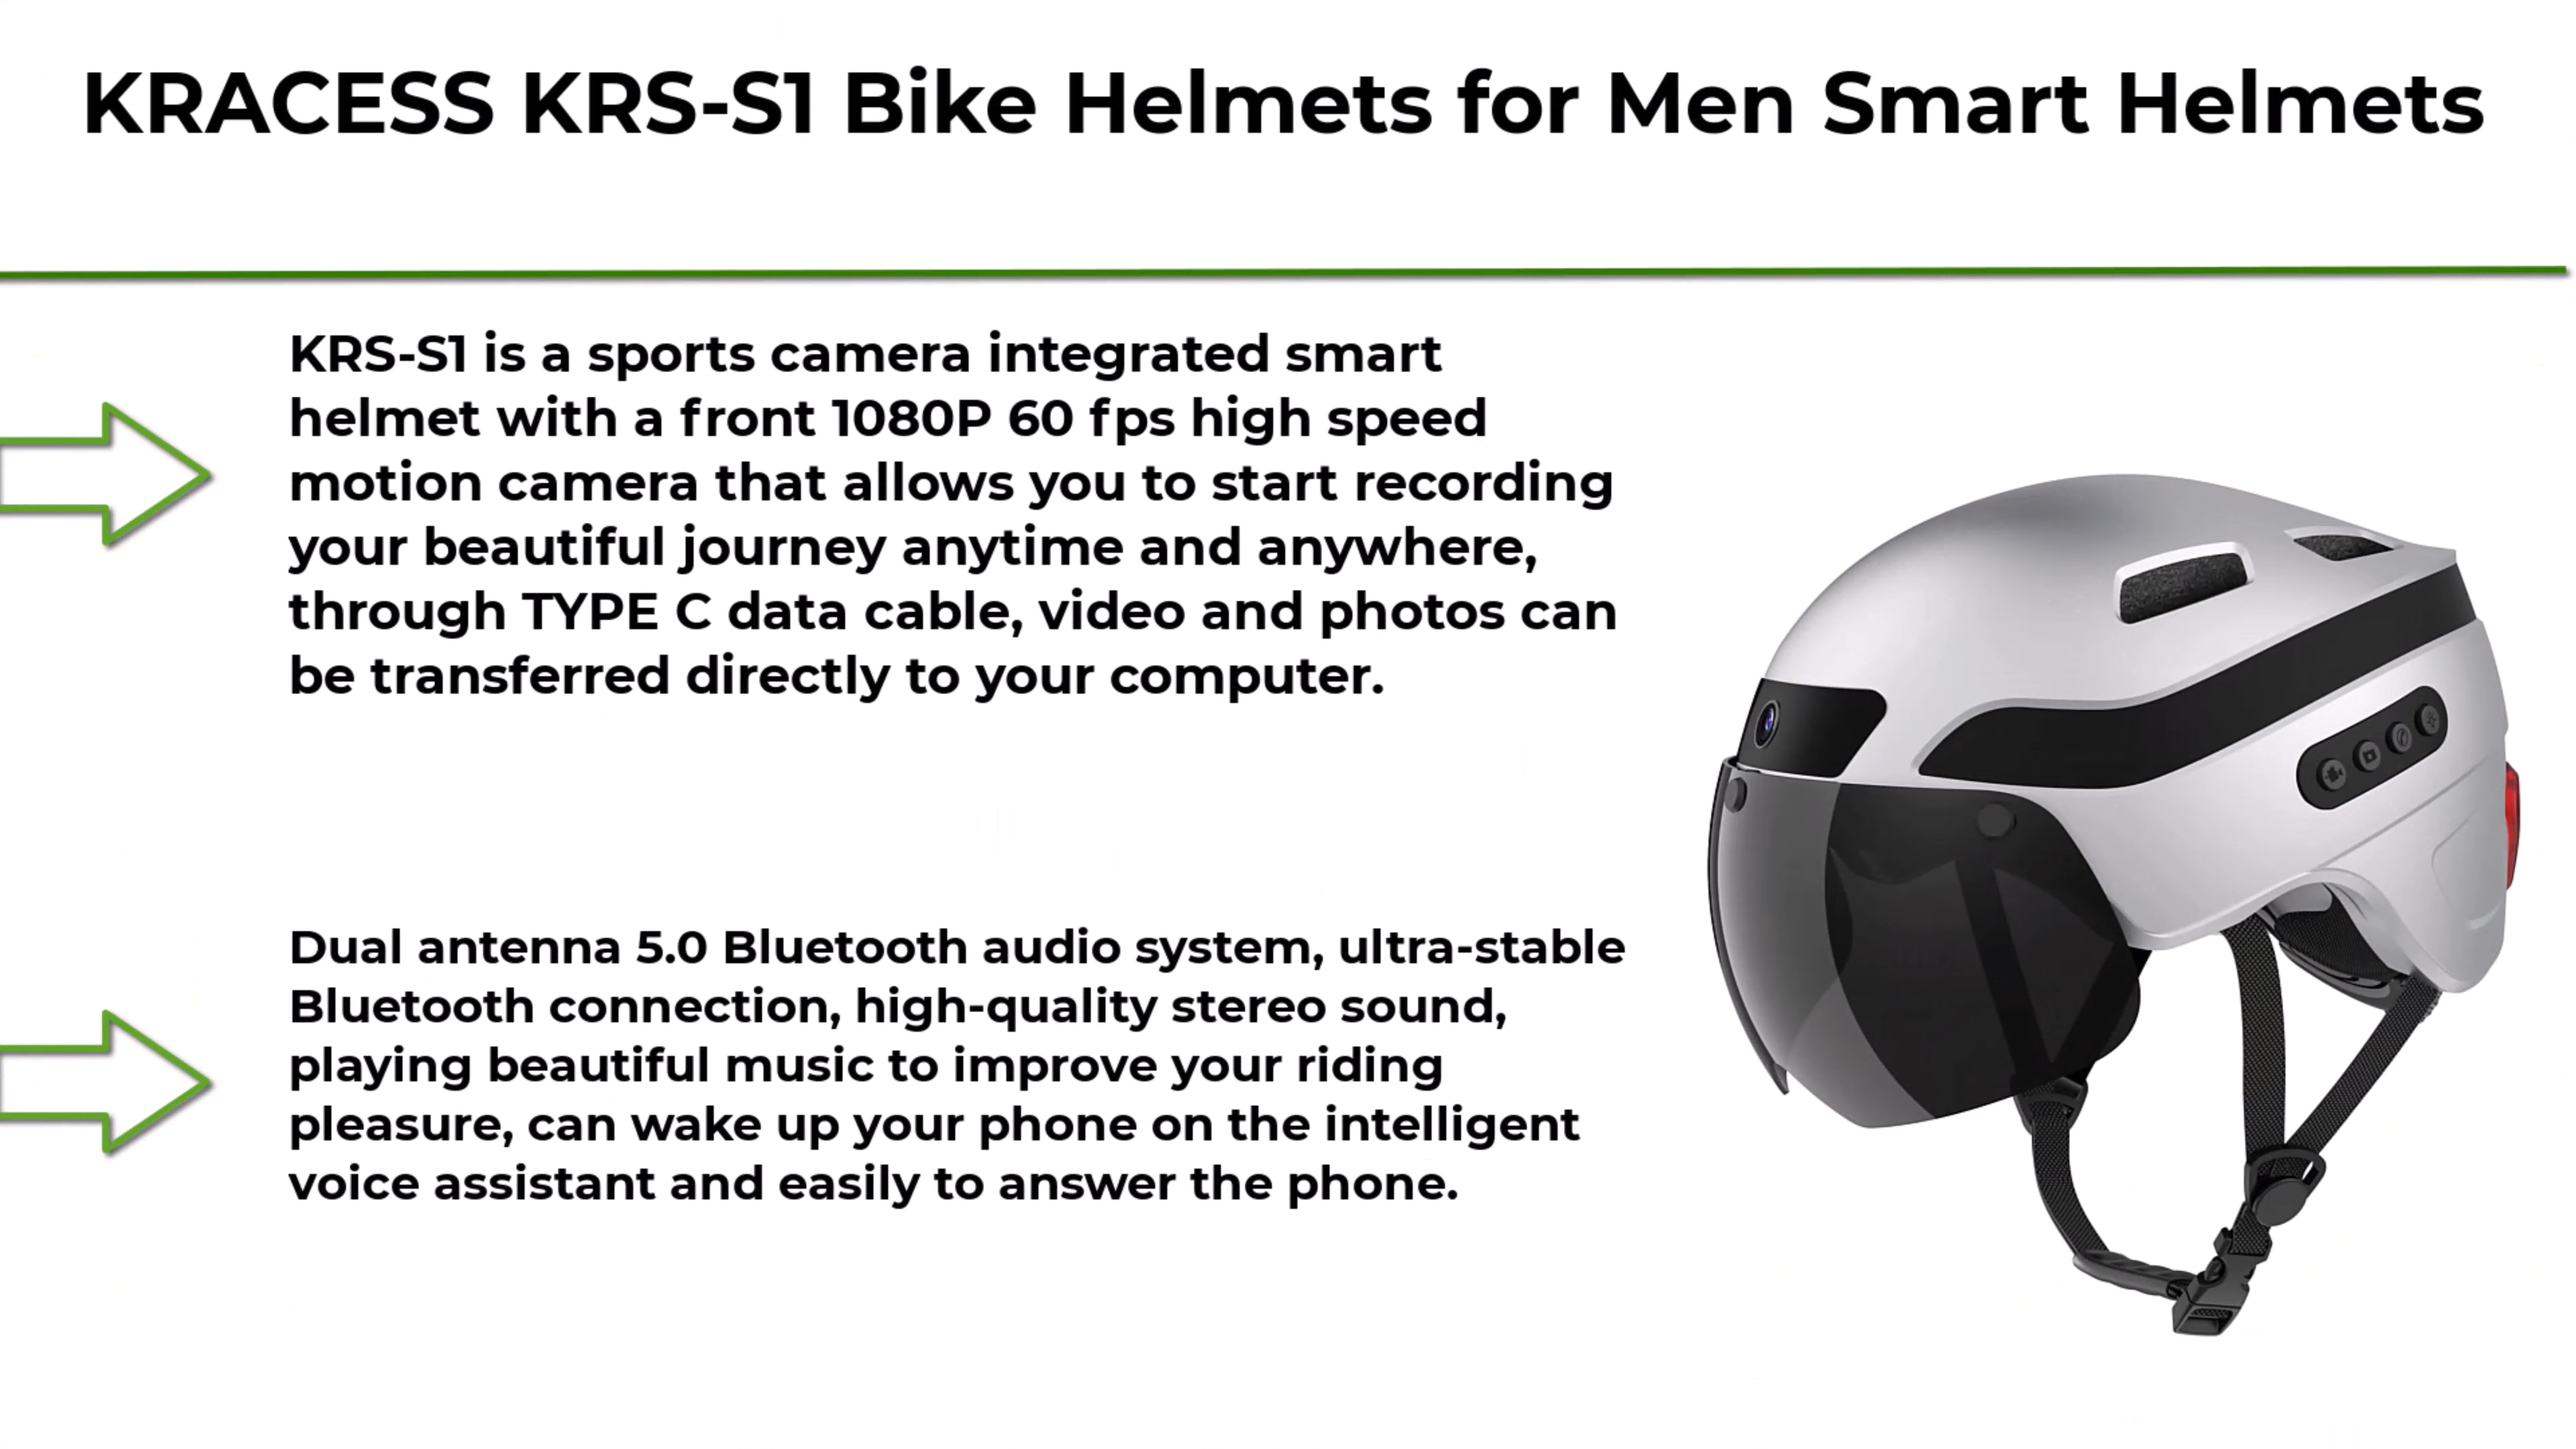 KRACESS KRS-S1 Bike Helmets for Men Smart Helmets
KRS-S1 is a sports camera integrated smart
helmet with a front 1080P 60 fps high speed
motion camera that allows you to start recording
your beautiful journey anytime and anywhere,
through TYPE C data cable, video and photos can
be transferred directly to your computer.
Dual antenna 5.0 Bluetooth audio system, ultra-stable
Bluetooth connection, high-quality stereo sound,
playing beautiful music to improve your riding
pleasure, can wake up your phone on the intelligent
voice assistant and easily to answer the phone.